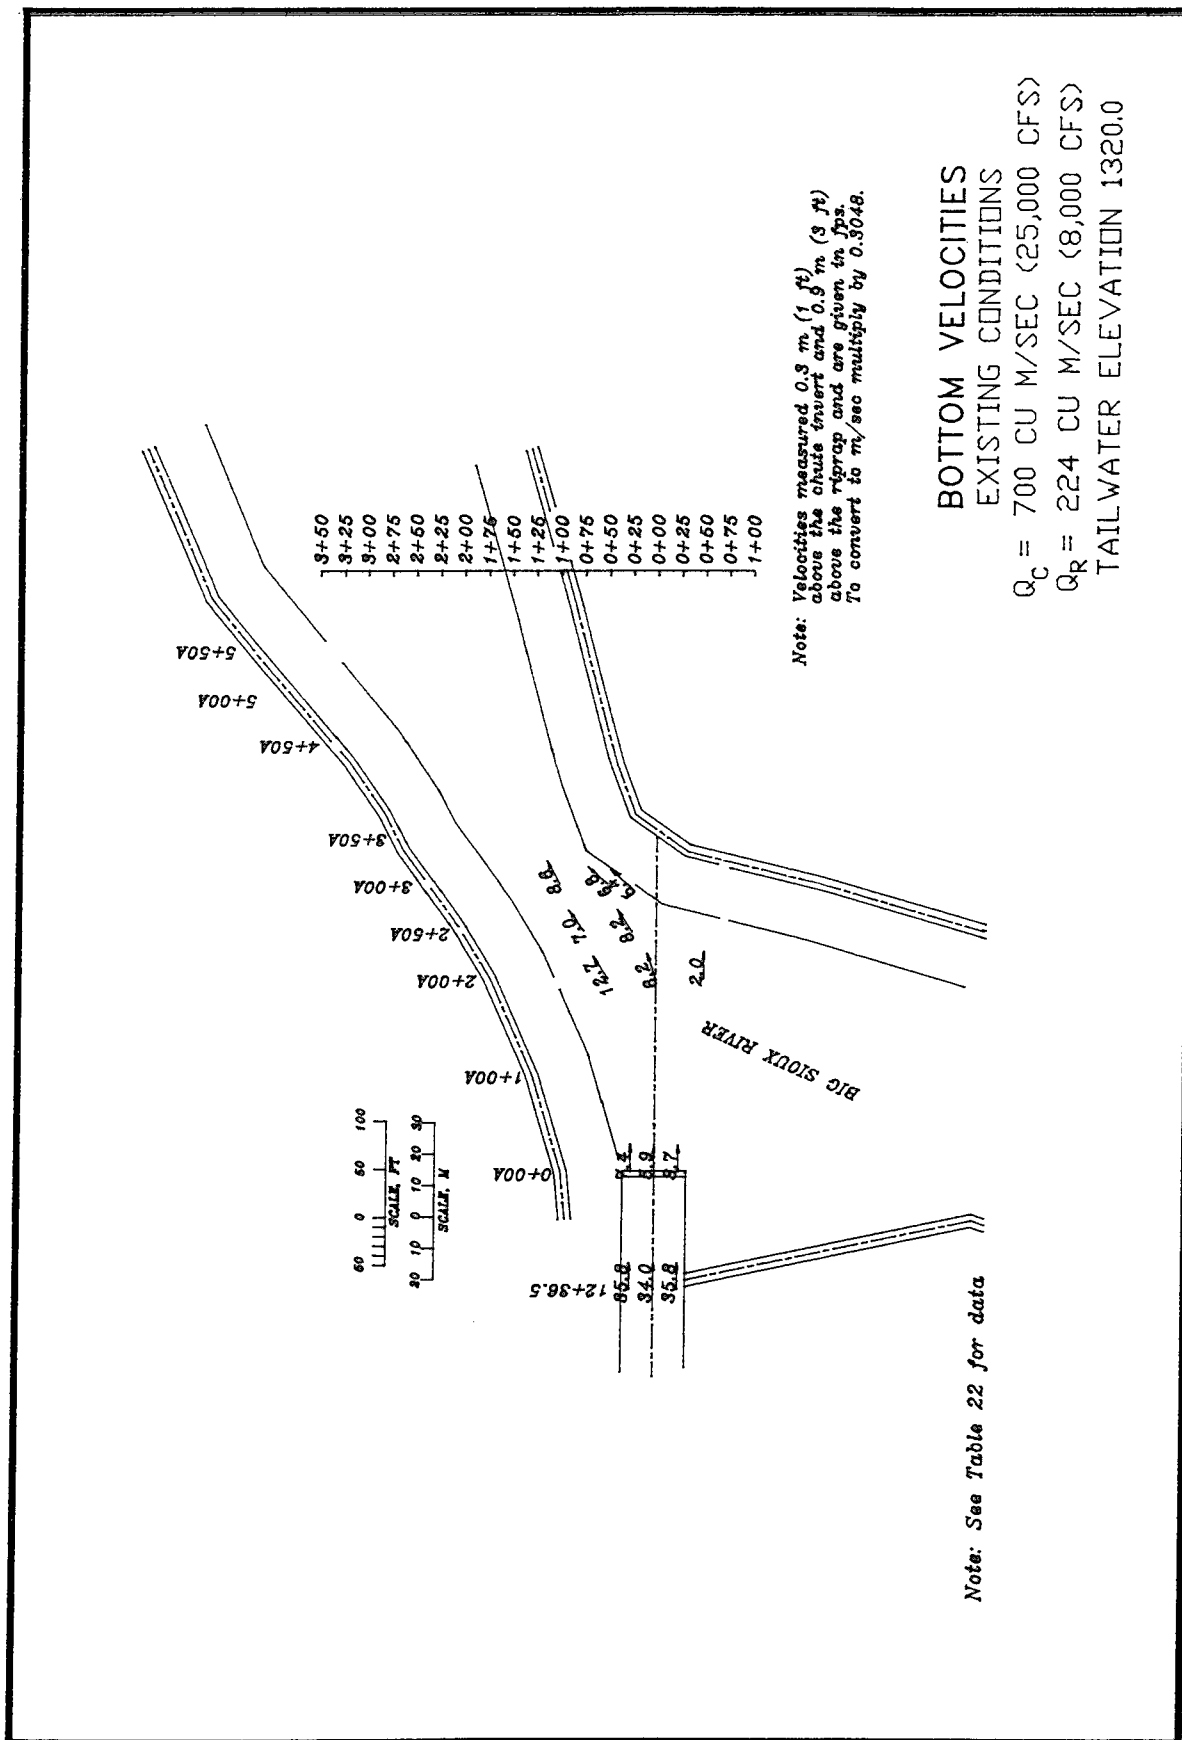 5+50A
5+00A
4+50A
3+50A
3+00A
2+50A
2+00A
1+00A
0+00A
12+36.5
3+50
3+25
3+00
2+75
2+50
2+25
2+00
1+75
1+50
1+25
1+00
0+75
0+50
0+25
0+00
0+25
0+50
0+75
1+00
50 0 50 100
SCALE, FT
20 10 0 10 20 30
SCALE, M
35.8
34.0
35.8
8.9
8.7
12.7
7.0
8.2
6.2
2.0
BIG SIOUX RIVER
Note: Velocities measured 0.3 m (1 ft)
above the chute invert and 0.9 m (3 ft)
above the riprap and are given in fps.
To convert to m/sec multiply by 0.3048.
BOTTOM VELOCITIES
EXISTING CONDITIONS
QC = 700 CU M/SEC (25,000 CFS)
QR = 224 CU M/SEC (8,000 CFS)
TAILWATER ELEVATION 1320.0
Note: See Table 22 for data